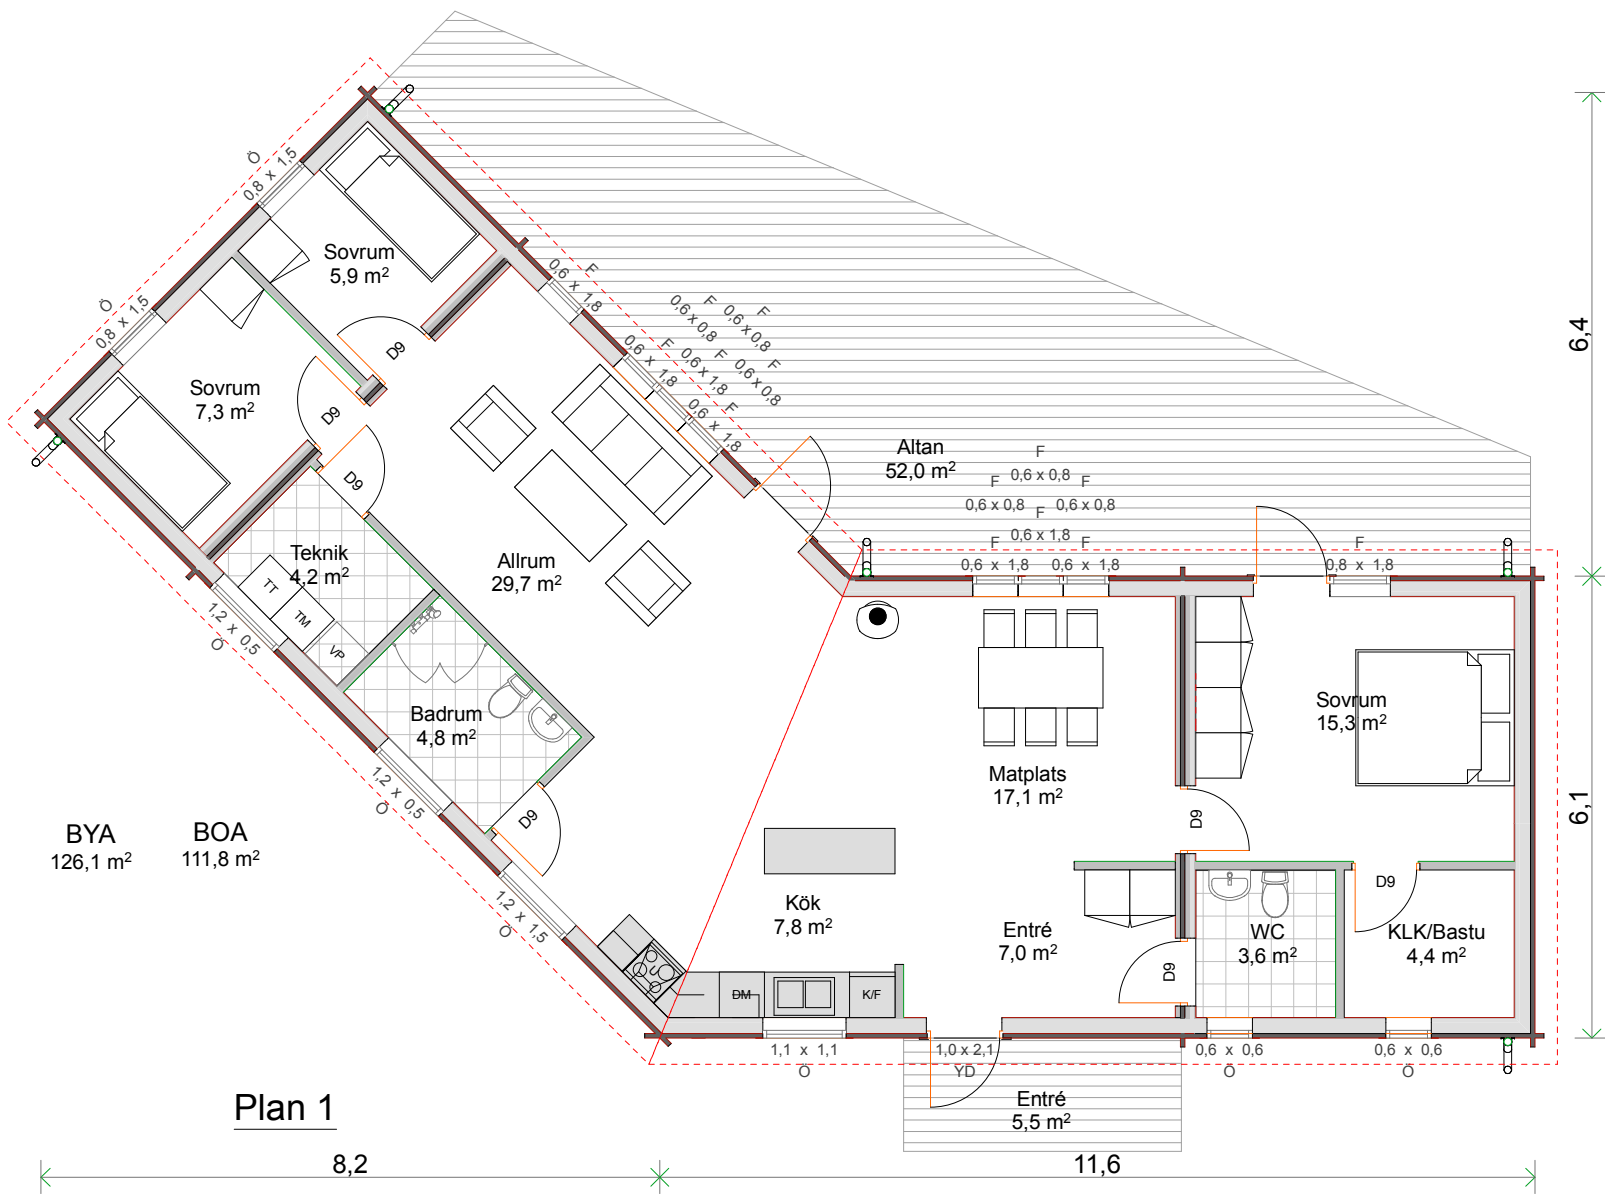 Ö
0,8 x 1,5
Ö
0,8 x 1,5
Sovrum
5,9 m²
Sovrum
7,3 m²
D9
D9
D9
F
0,6 x 1,8
F
0,6 x 0,8
F
0,6 x 0,8
F
0,6 x 1,8
F
0,6 x 1,8
F
0,6 x 0,8
F
0,6 x 1,8
Altan
52,0 m²
F
0,6 x 0,8
F
F
0,6 x 0,8
0,6 x 0,8
F
0,6 x 1,8
F
F
0,6 x 1,8
0,6 x 1,8
F
0,8 x 1,8
6,4
6,1
Teknik
4,2 m²
TT
TM
VP
1,2 x 0,5
Ö
Allrum
29,7 m²
Badrum
4,8 m²
1,2 x 0,5
Ö
D9
1,2 x 1,5
Ö
Sovrum
15,3 m²
Matplats
17,1 m²
D9
BYA
126,1 m²
BOA
111,8 m²
Kök
7,8 m²
Entré
7,0 m²
D9
WC
3,6 m²
D9
KLK/Bastu
4,4 m²
DM
K/F
1,1 x 1,1
Ö
1,0 x 2,1
YD
0,6 x 0,6
Ö
0,6 x 0,6
Ö
Entré
5,5 m²
Plan 1
8,2
11,6